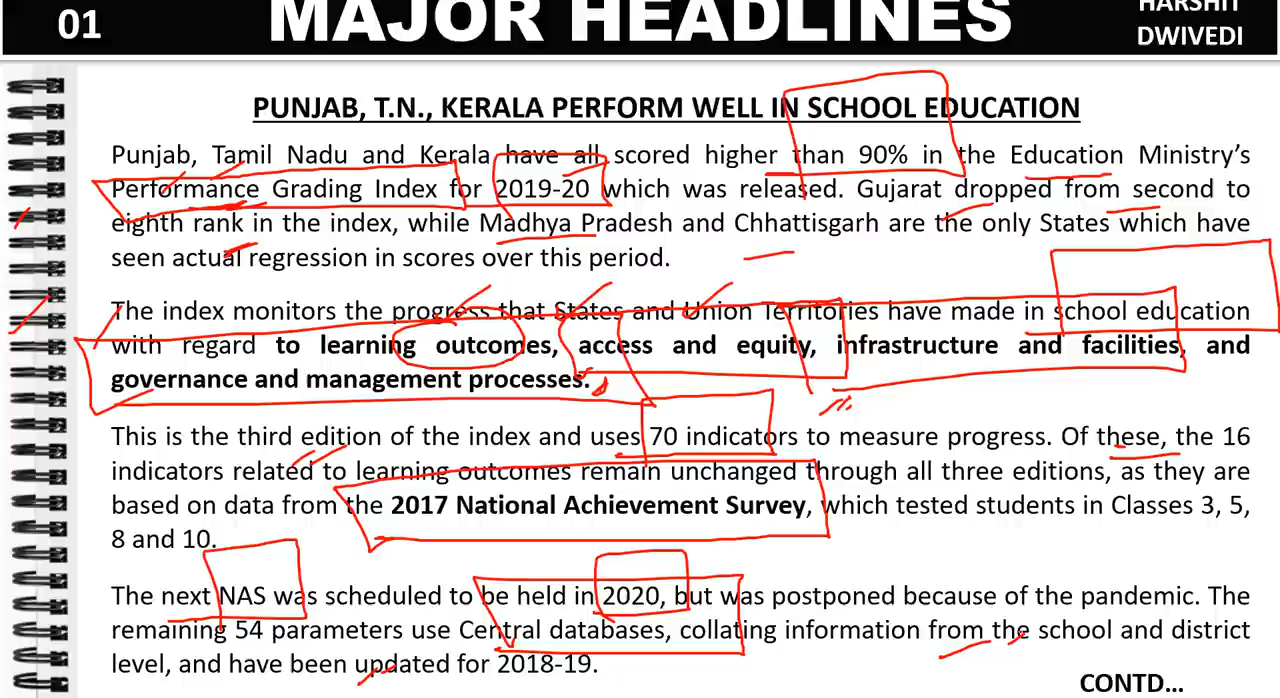 01
MAJOR HEADLINES
HARSHIT
DWIVEDI
PUNJAB, T.N., KERALA PERFORM WELL IN SCHOOL EDUCATION
Punjab, Tamil Nadu and Kerala have all scored higher than 90% in the Education Ministry's
Performance Grading Index for 2019-20 which was released. Gujarat dropped from second to
eighth rank in the index, while Madhya Pradesh and Chhattisgarh are the only States which have
seen actual regression in scores over this period.
The index monitors the progress that States and Union Territories have made in school education
with regard to learning outcomes, access and equity, infrastructure and facilities, and
governance and management processes.
This is the third edition of the index and uses 70 indicators to measure progress. Of these, the 16
indicators related to learning outcomes remain unchanged through all three editions, as they are
based on data from the 2017 National Achievement Survey, which tested students in Classes 3, 5,
8 and 10.
The next NAS was scheduled to be held in 2020, but was postponed because of the pandemic. The
remaining 54 parameters use Central databases, collating information from the school and district
level, and have been updated for 2018-19.
CONTD...